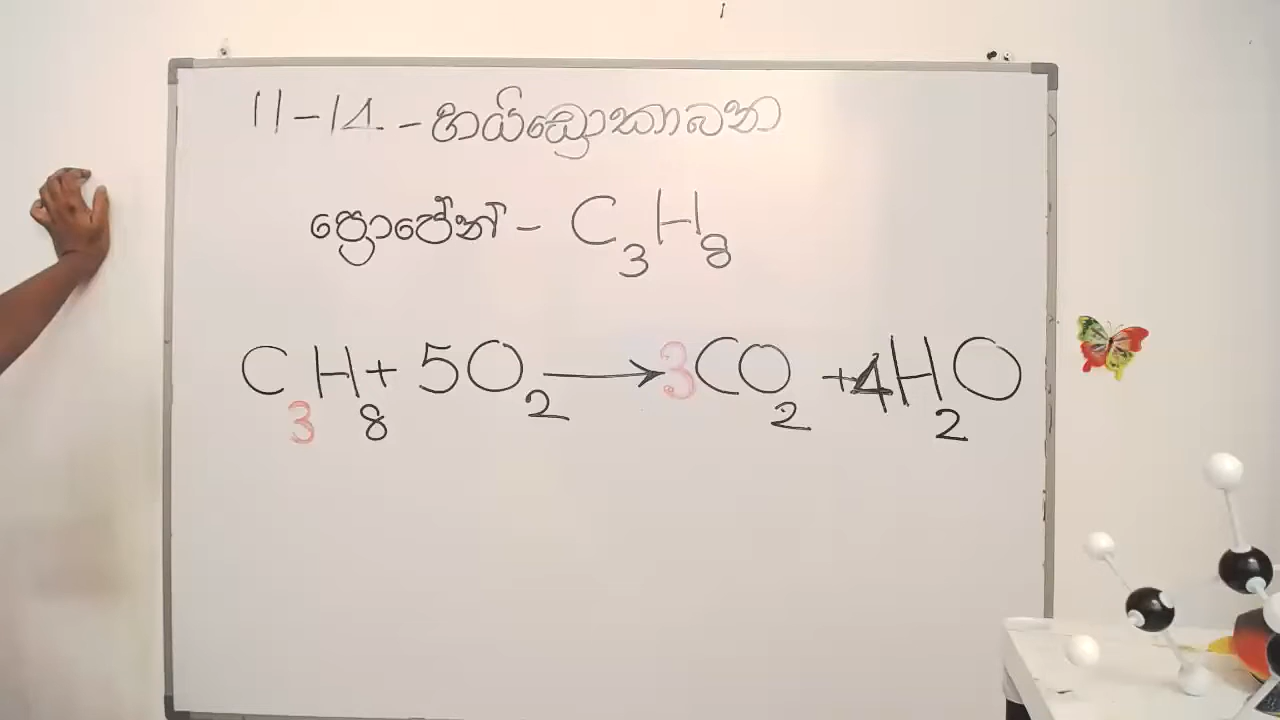 11-14 - හයිඩ්‍රොකාබන
ප්‍රොපේන් - C₃H₈
C₃H₈ + 5O₂ → 3CO₂ + 4H₂O